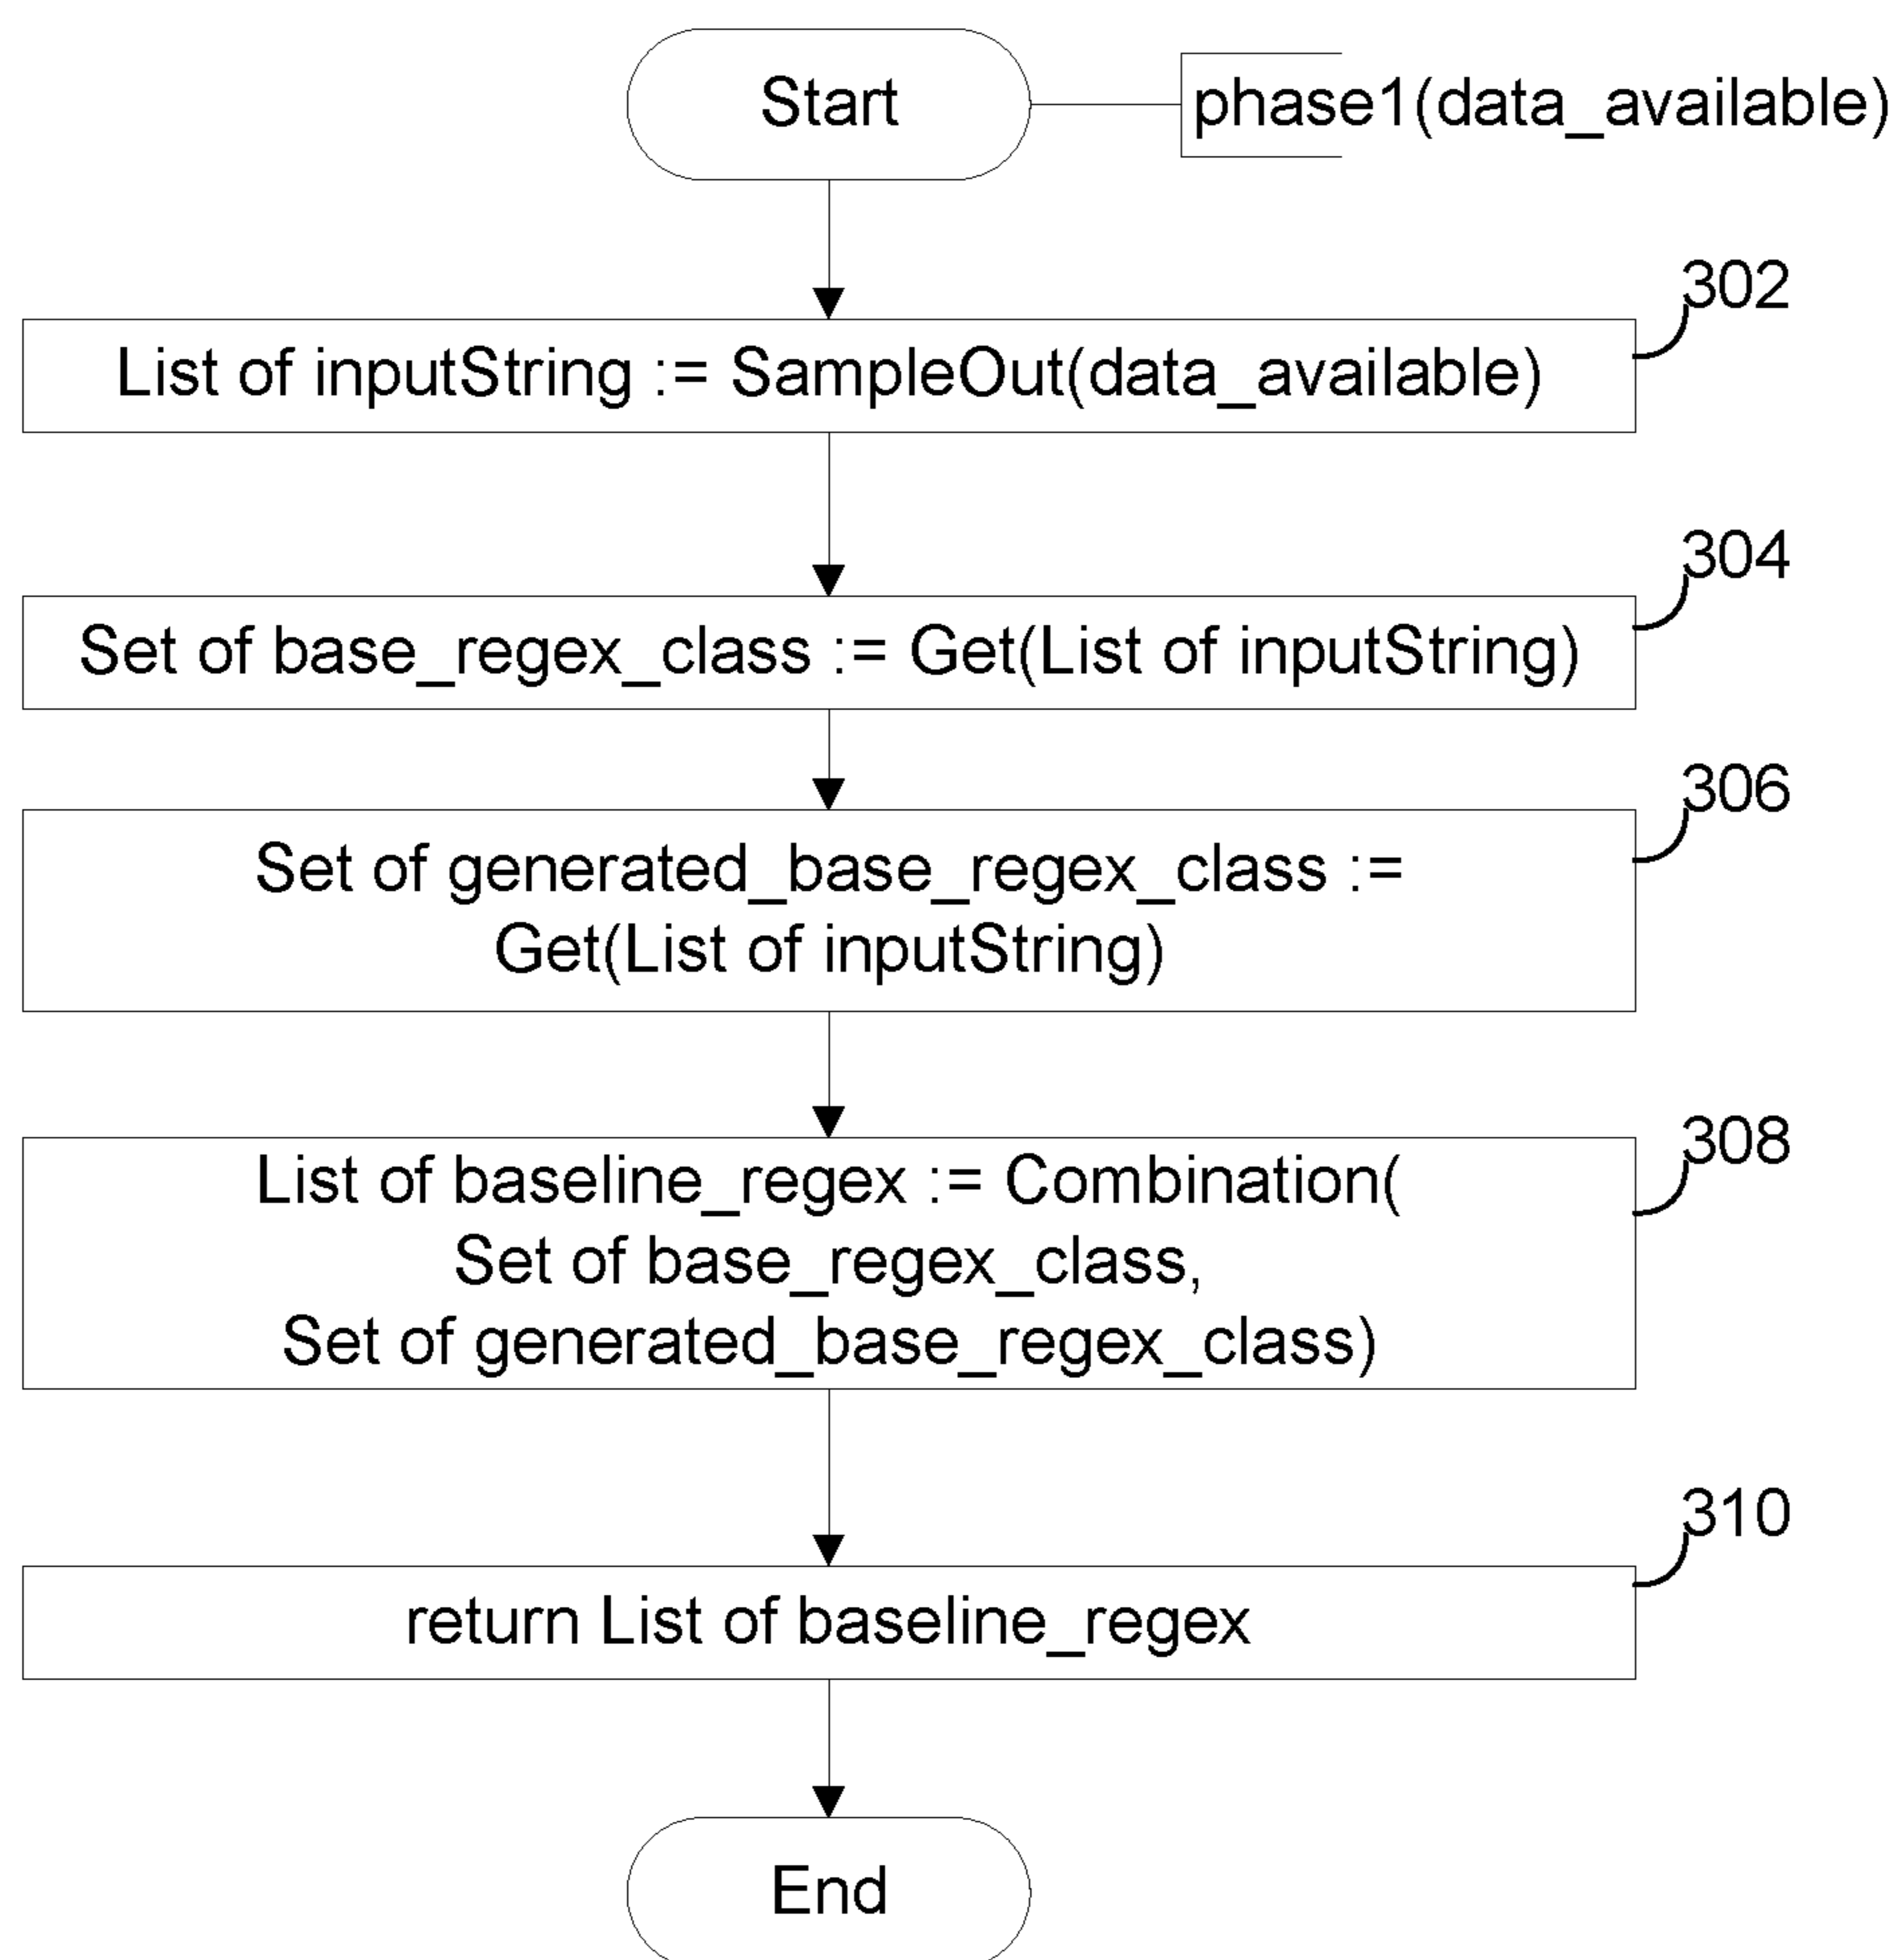 Start
phase1(data_available)
302
List of inputString := SampleOut(data_available)
304
Set of base_regex_class := Get(List of inputString)
306
Set of generated_base_regex_class :=
Get(List of inputString)
308
List of baseline_regex := Combination(
Set of base_regex_class,
Set of generated_base_regex_class)
310
return List of baseline_regex
End